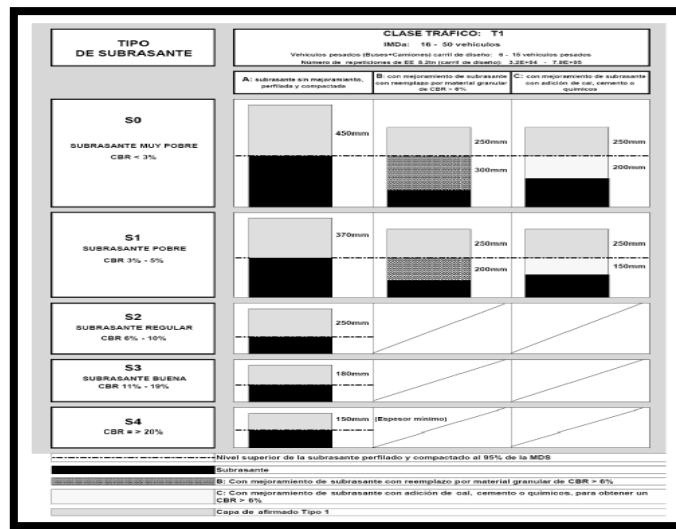 TIPO
DE SUBRASANTE
CLASE TRÁFICO: T1
IMDa: 16 - 50 vehículos
Vehículos pesados (Buses+Camiones) carril de diseño: 6 - 15 vehículos pesados
Número de repeticiones de EE 8.2tn (carril de diseño): 3.2E+04 - 7.8E+05
A: subrasante sin mejoramiento,
perfilada y compactada
B: con mejoramiento de subrasante
con reemplazo por material granular
de CBR > 6%
C: con mejoramiento de subrasante
con adición de cal, cemento o
químicos
S0
SUBRASANTE MUY POBRE
CBR < 3%
450mm
250mm
300mm
250mm
200mm
S1
SUBRASANTE POBRE
CBR 3% - 5%
370mm
250mm
200mm
250mm
150mm
S2
SUBRASANTE REGULAR
CBR 6% - 10%
250mm
S3
SUBRASANTE BUENA
CBR 11% - 19%
180mm
S4
CBR = > 20%
150mm (Espesor mínimo)
Nivel superior de la subrasante perfilado y compactado al 95% de la MDS
Subrasante
B: Con mejoramiento de subrasante con reemplazo por material granular de CBR > 6%
C: Con mejoramiento de subrasante con adición de cal, cemento o químicos, para obtener un
CBR > 6%
Capa de afirmado Tipo 1